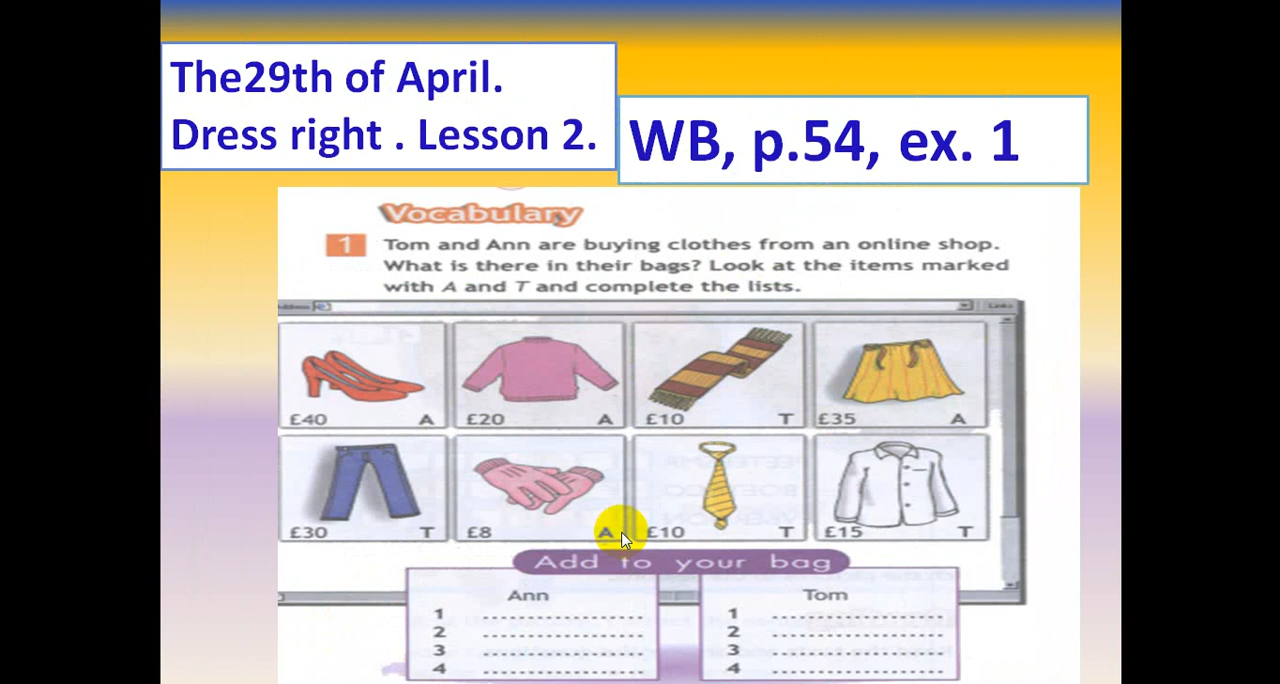 The29th of April.
Dress right . Lesson 2.
WB, p.54, ex. 1
Vocabulary
1 Tom and Ann are buying clothes from an online shop.
What is there in their bags? Look at the items marked
with A and T and complete the lists.
Address
Links
£40 A £20 A £10 T £35 A
£30 T £8 A £10 T £15 T
Add to your bag
Ann Tom
1 ........................ 1 ........................
2 ........................ 2 ........................
3 ........................ 3 ........................
4 ........................ 4 ........................